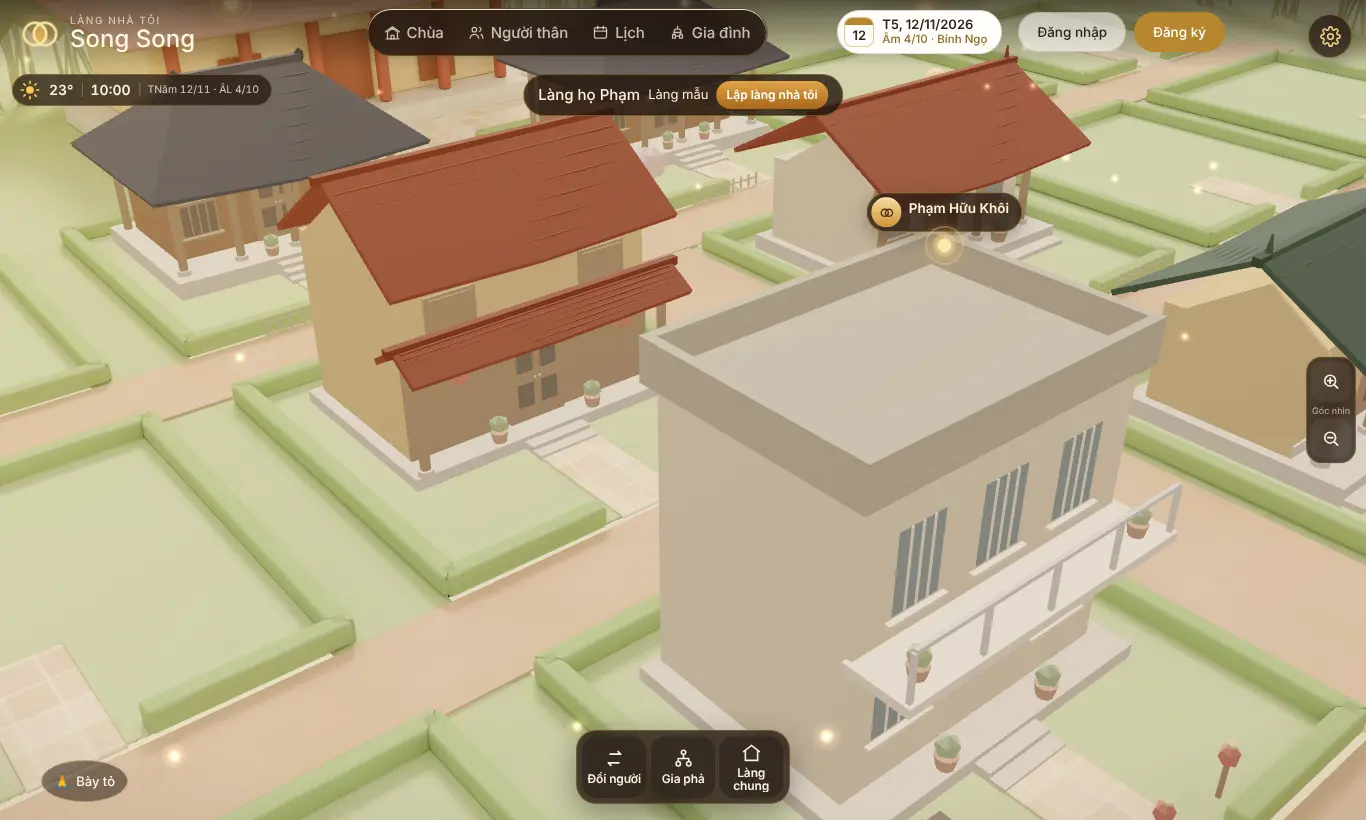 LÀNG NHÀ TÔI
Song Song
Chùa
Người thân
Lịch
Gia đình
12
T5, 12/11/2026
Âm 4/10 · Bính Ngọ
Đăng nhập
Đăng ký
23°
10:00
TNăm 12/11 · ÂL 4/10
Làng họ Phạm
Làng mẫu
Lập làng nhà tôi
Phạm Hữu Khôi
Góc nhìn
Bày tỏ
Đổi người
Gia phả
Làng
chung